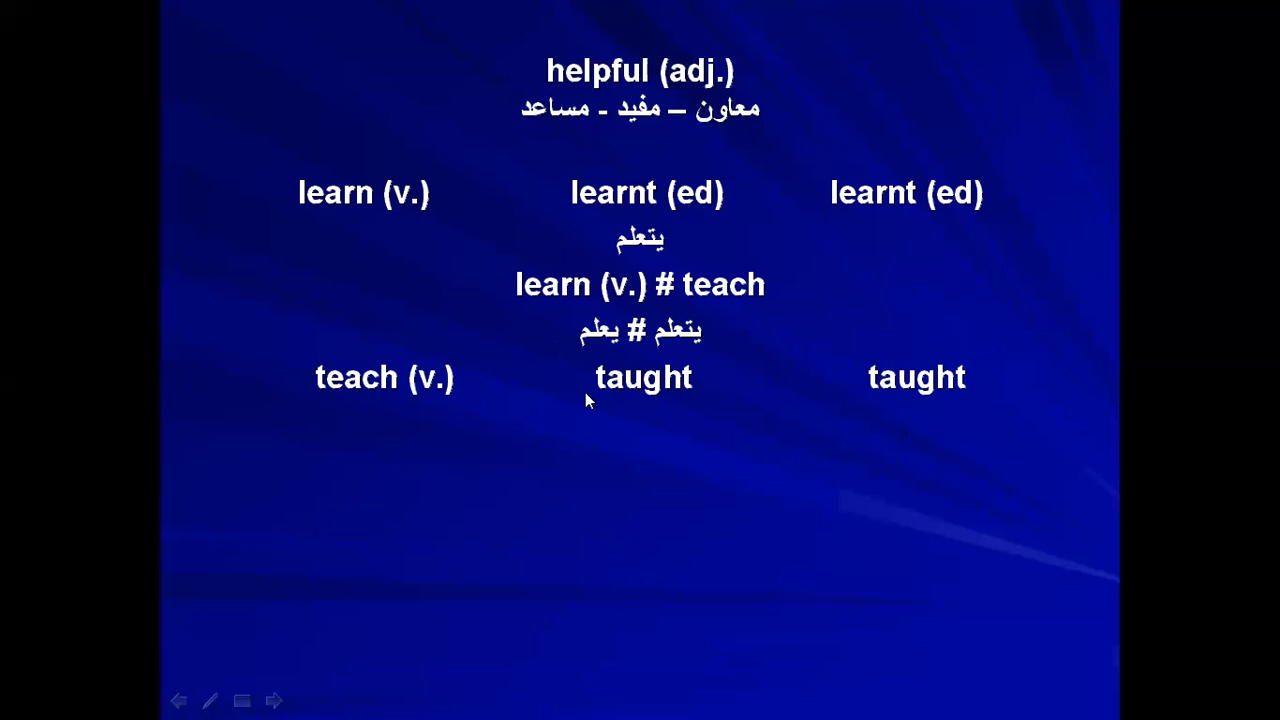 helpful (adj.)
معاون – مفيد - مساعد
learn (v.) learnt (ed) learnt (ed)
يتعلم
learn (v.) # teach
يتعلم # يعلم
teach (v.) taught taught